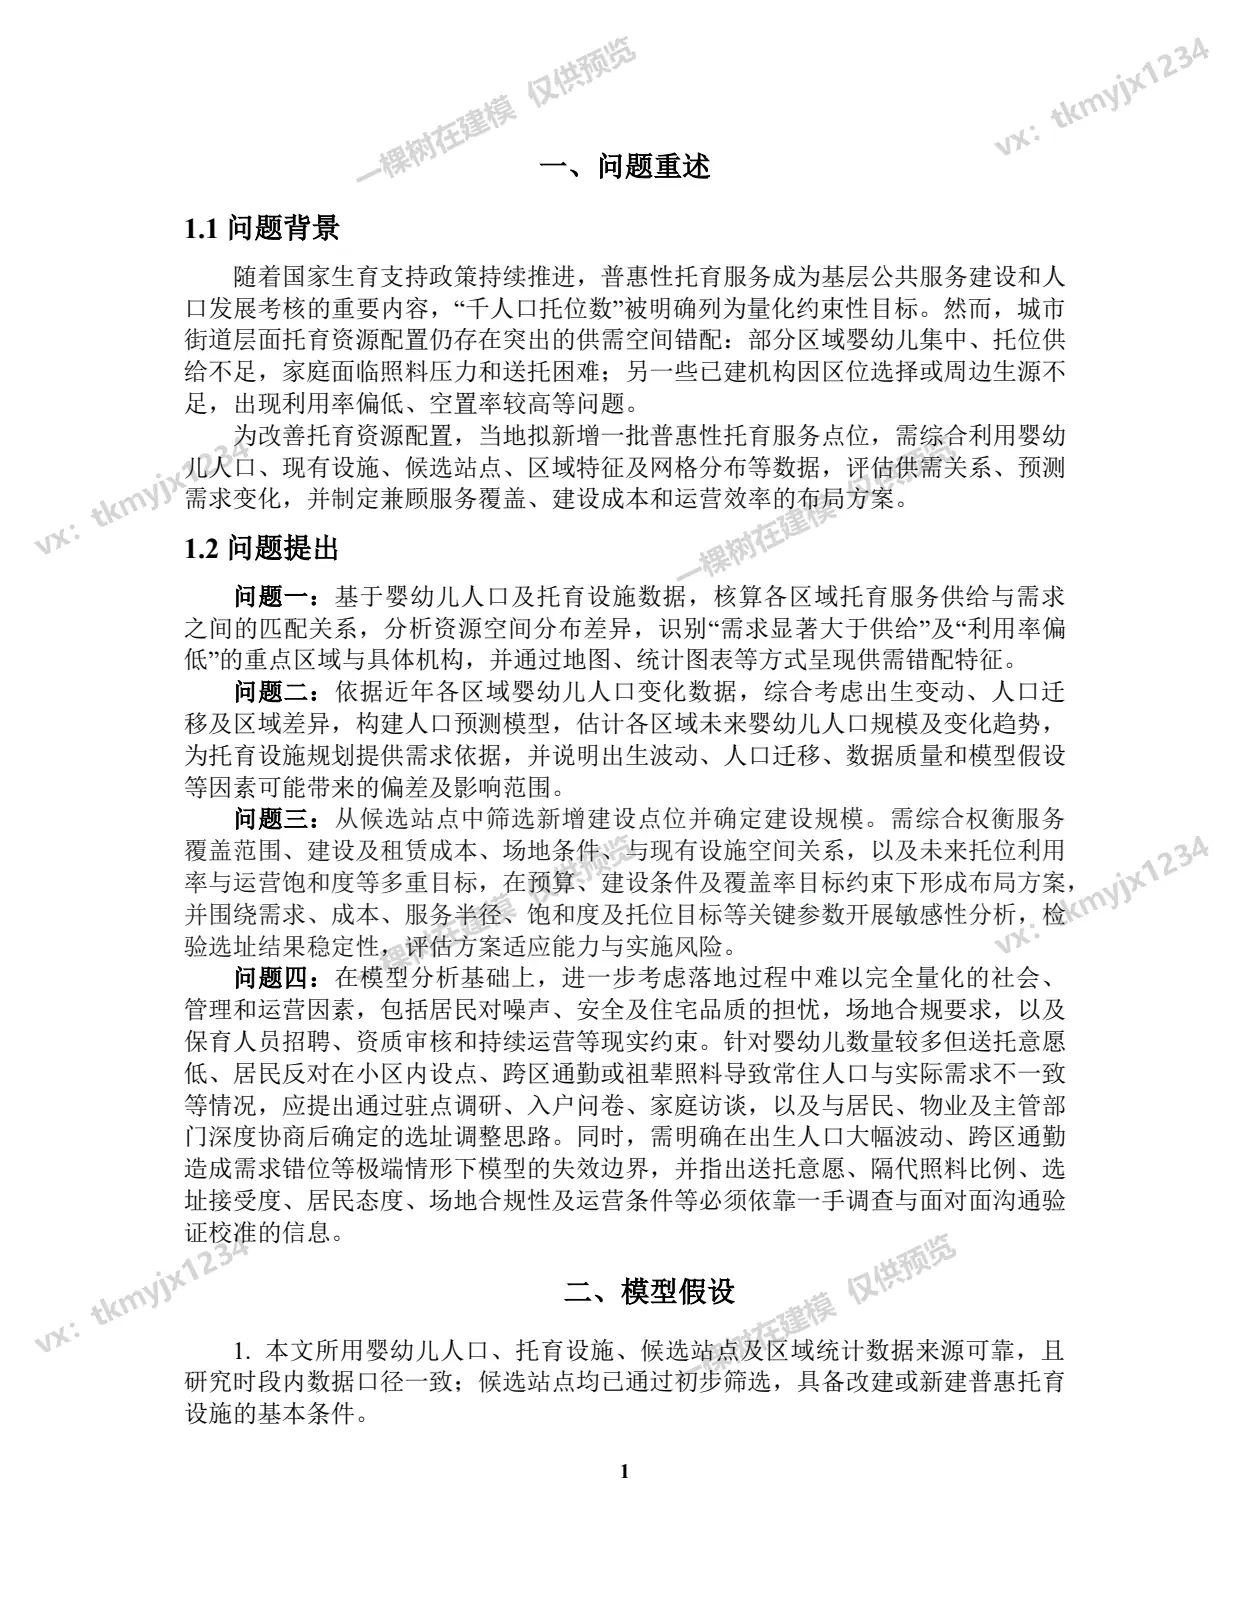 一棵树在建模 仅供预览
vx: tkmyjx1234
一、问题重述
1.1 问题背景
随着国家生育支持政策持续推进，普惠性托育服务成为基层公共服务建设和人
口发展考核的重要内容，“千人口托位数”被明确列为量化约束性目标。然而，城市
街道层面托育资源配置仍存在突出的供需空间错配：部分区域婴幼儿集中、托位供
给不足，家庭面临照料压力和送托困难；另一些已建机构因区位选择或周边生源不
足，出现利用率偏低、空置率较高等问题。
为改善托育资源配置，当地拟新增一批普惠性托育服务点位，需综合利用婴幼
儿人口、现有设施、候选站点、区域特征及网格分布等数据，评估供需关系、预测
需求变化，并制定兼顾服务覆盖、建设成本和运营效率的布局方案。
vx: tkmyjx1234
一棵树在建模 仅供预览
1.2 问题提出
问题一：基于婴幼儿人口及托育设施数据，核算各区域托育服务供给与需求
之间的匹配关系，分析资源空间分布差异，识别“需求显著大于供给”及“利用率偏
低”的重点区域与具体机构，并通过地图、统计图表等方式呈现供需错配特征。
问题二：依据近年各区域婴幼儿人口变化数据，综合考虑出生变动、人口迁
移及区域差异，构建人口预测模型，估计各区域未来婴幼儿人口规模及变化趋势，
为托育设施规划提供需求依据，并说明出生波动、人口迁移、数据质量和模型假设
等因素可能带来的偏差及影响范围。
问题三：从候选站点中筛选新增建设点位并确定建设规模。需综合权衡服务
覆盖范围、建设及租赁成本、场地条件、与现有设施空间关系，以及未来托位利用
率与运营饱和度等多重目标，在预算、建设条件及覆盖率目标约束下形成布局方案，
并围绕需求、成本、服务半径、饱和度及托位目标等关键参数开展敏感性分析，检
验选址结果稳定性，评估方案适应能力与实施风险。
一棵树在建模 仅供预览
vx: tkmyjx1234
问题四：在模型分析基础上，进一步考虑落地过程中难以完全量化的社会、
管理和运营因素，包括居民对噪声、安全及住宅品质的担忧，场地合规要求，以及
保育人员招聘、资质审核和持续运营等现实约束。针对婴幼儿数量较多但送托意愿
低、居民反对在小区内设点、跨区通勤或祖辈照料导致常住人口与实际需求不一致
等情况，应提出通过驻点调研、入户问卷、家庭访谈，以及与居民、物业及主管部
门深度协商后确定的选址调整思路。同时，需明确在出生人口大幅波动、跨区通勤
造成需求错位等极端情形下模型的失效边界，并指出送托意愿、隔代照料比例、选
址接受度、居民态度、场地合规性及运营条件等必须依靠一手调查与面对面沟通验
证校准的信息。
vx: tkmyjx1234
一棵树在建模 仅供预览
二、模型假设
1. 本文所用婴幼儿人口、托育设施、候选站点及区域统计数据来源可靠，且
研究时段内数据口径一致；候选站点均已通过初步筛选，具备改建或新建普惠托育
设施的基本条件。
1